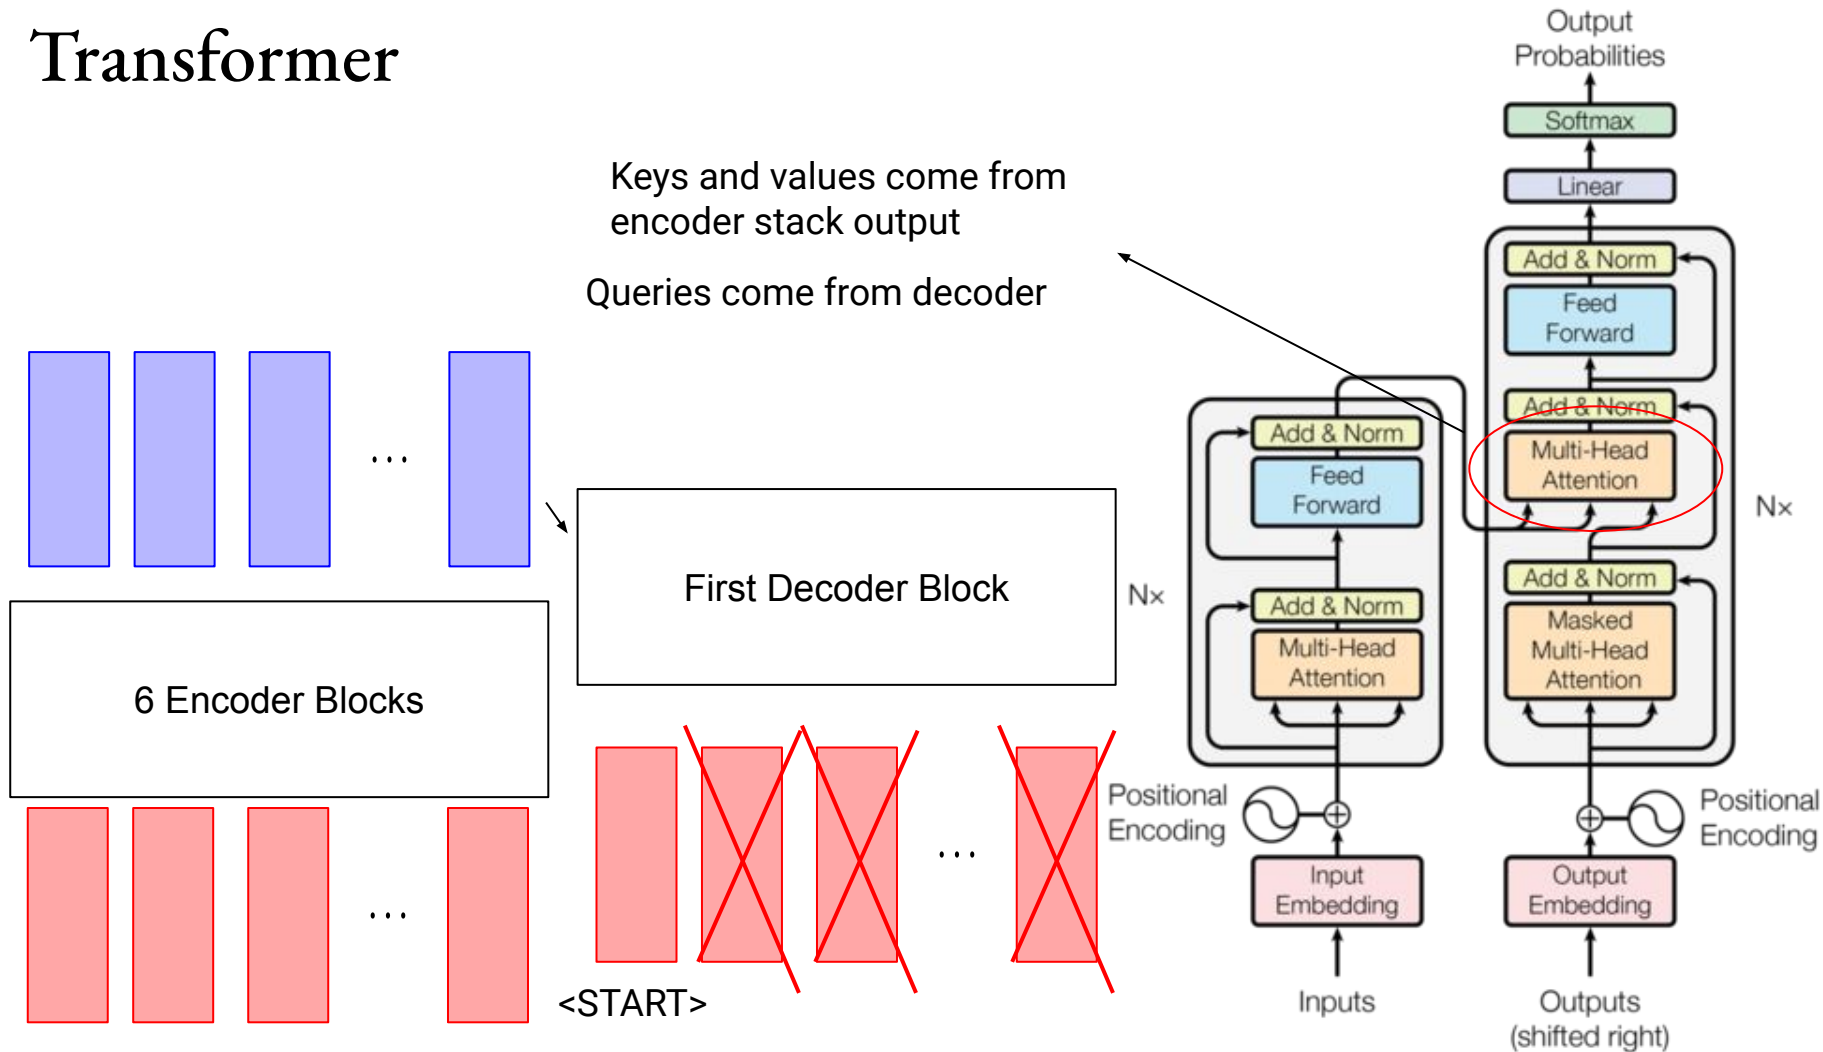 Transformer
Keys and values come from
encoder stack output
Queries come from decoder
...
First Decoder Block
6 Encoder Blocks
...
...
<START>
Output
Probabilities
Softmax
Linear
Add & Norm
Feed
Forward
Add & Norm
Multi-Head
Attention
Nx
Add & Norm
Masked
Multi-Head
Attention
Add & Norm
Feed
Forward
Nx
Add & Norm
Multi-Head
Attention
Positional
Encoding
Positional
Encoding
Input
Embedding
Output
Embedding
Inputs
Outputs
(shifted right)